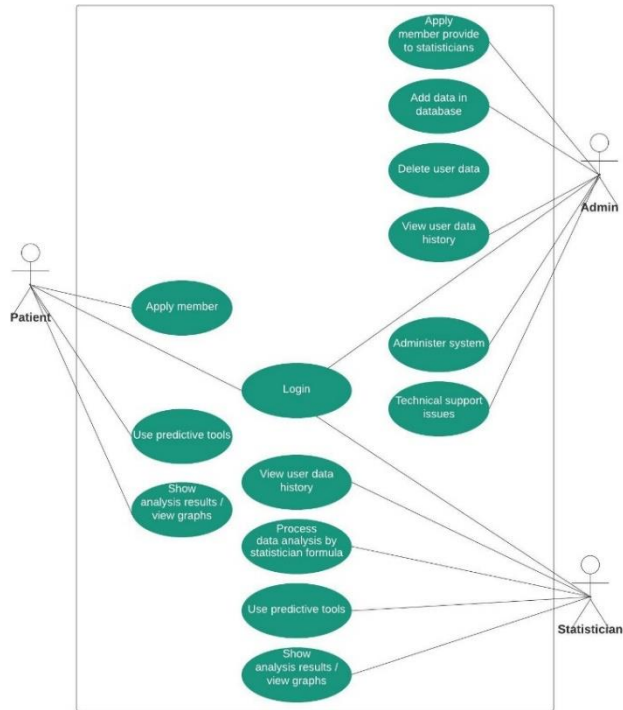 Apply
member provide
to statisticians
Add data in
database
Delete user data
View user data
history
Admin
Patient
Apply member
Administer system
Login
Technical support
issues
Use predictive tools
View user data
history
Show
analysis results /
view graphs
Process
data analysis by
statistician formula
Use predictive tools
Statistician
Show
analysis results /
view graphs